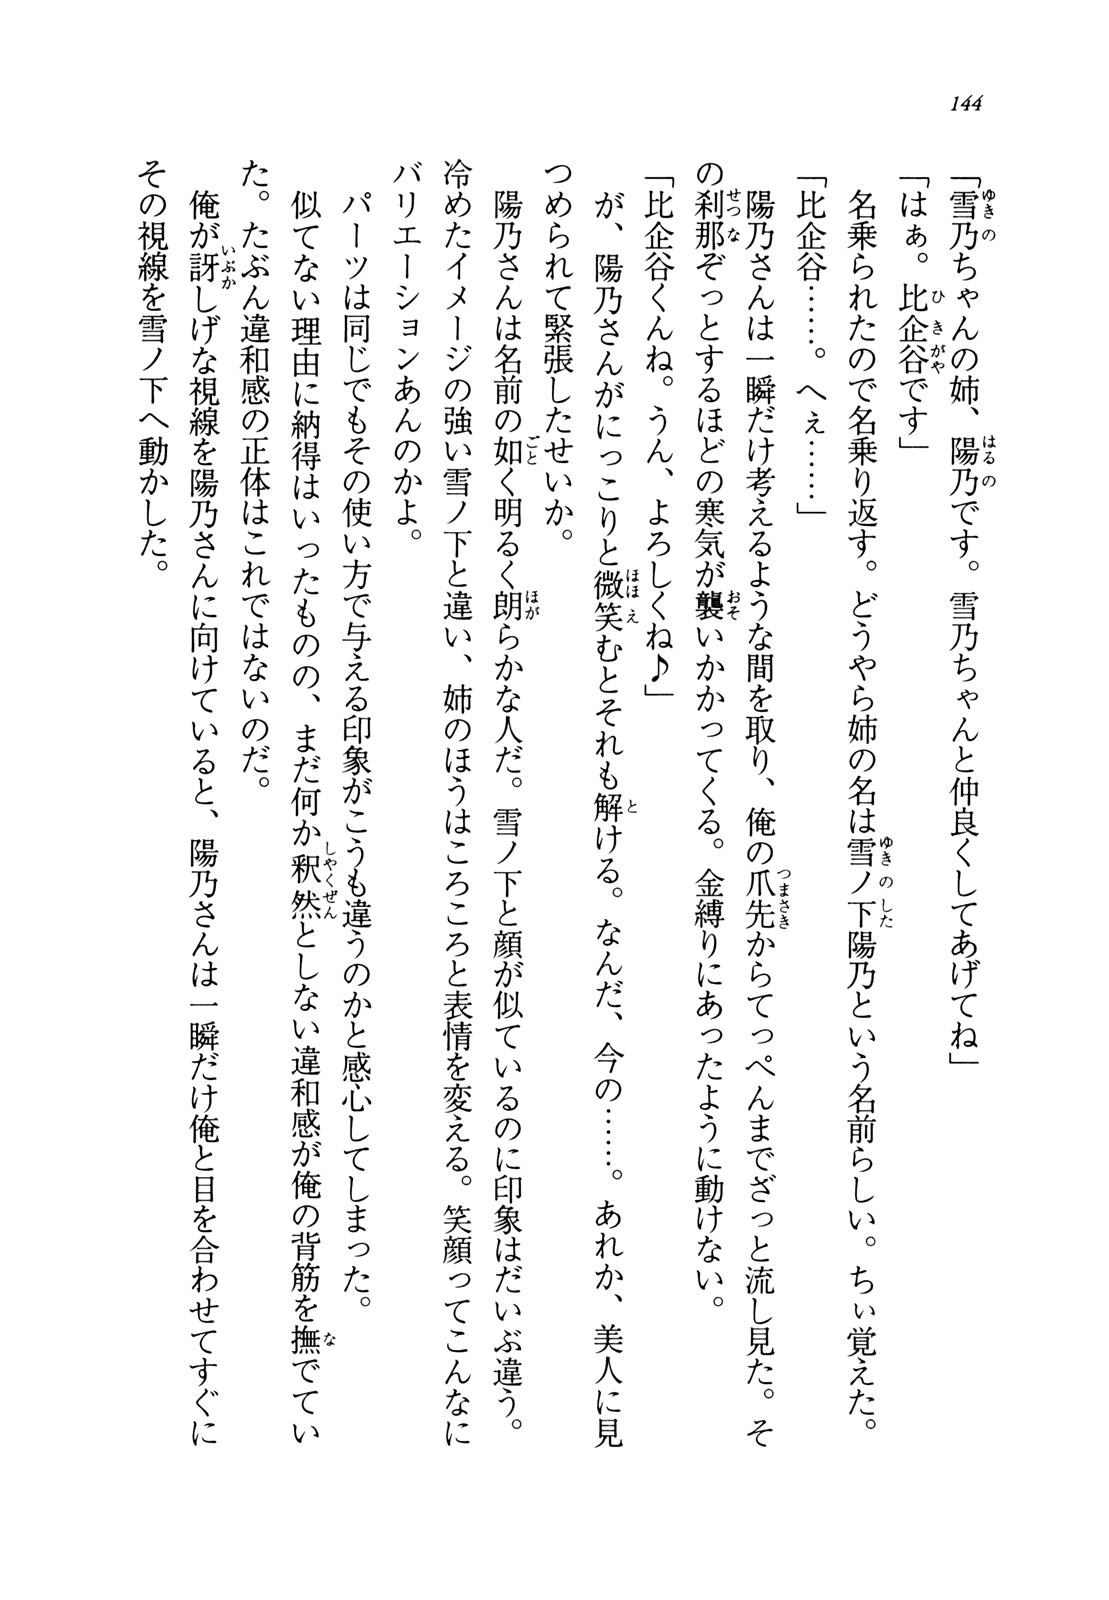 144
「雪乃ちゃんの姉、陽乃です。雪乃ちゃんと仲良くしてあげてね」
「はぁ。比企谷です」
名乗られたので名乗り返す。どうやら姉の名は雪ノ下陽乃という名前らしい。ちぃ覚えた。
「比企谷……。へぇ……」
陽乃さんは一瞬だけ考えるような間を取り、俺の爪先からてっぺんまでざっと流し見た。そ
の刹那ぞっとするほどの寒気が襲いかかってくる。金縛りにあったように動けない。
「比企谷くんね。うん、よろしくね♪」
が、陽乃さんがにっこりと微笑むとそれも解ける。なんだ、今の……。あれか、美人に見
つめられて緊張したせいか。
陽乃さんは名前の如く明るく朗らかな人だ。雪ノ下と顔が似ているのに印象はだいぶ違う。
冷めたイメージの強い雪ノ下と違い、姉のほうはころころと表情を変える。笑顔ってこんなに
バリエーションあんのかよ。
パーツは同じでもその使い方で与える印象がこうも違うのかと感心してしまった。
似てない理由に納得はいったものの、まだ何か釈然としない違和感が俺の背筋を撫でてい
た。たぶん違和感の正体はこれではないのだ。
俺が訝しげな視線を陽乃さんに向けていると、陽乃さんは一瞬だけ俺と目を合わせてすぐに
その視線を雪ノ下へ動かした。